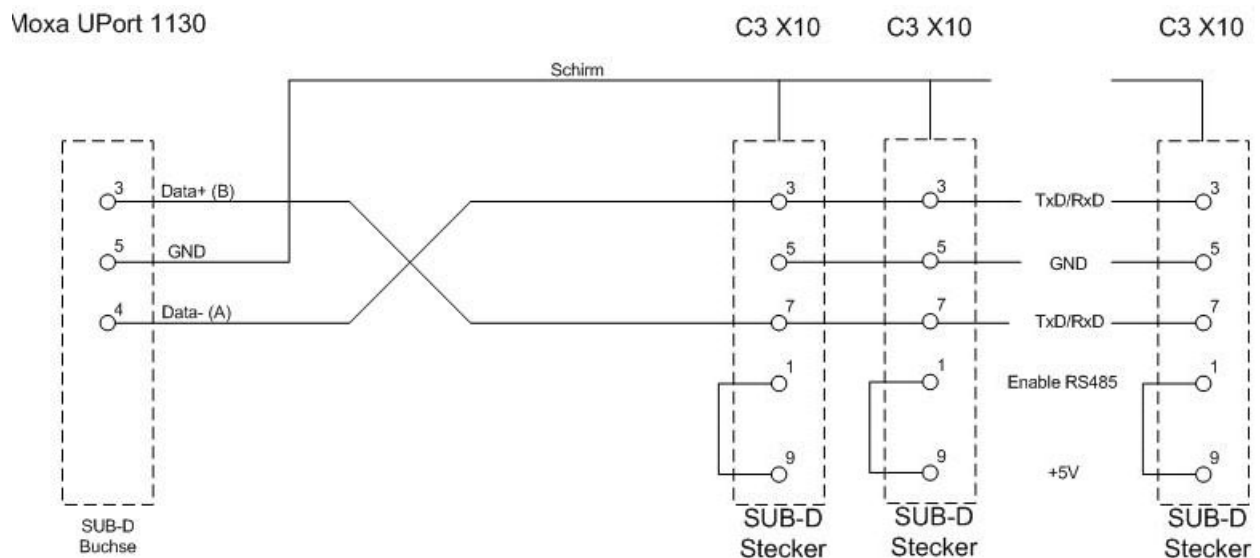 Moxa UPort 1130
C3 X10
C3 X10
C3 X10
Schirm
3
Data+ (B)
3
3
TxD/RxD
3
5
GND
5
5
GND
5
4
Data- (A)
7
7
TxD/RxD
7
1
1
Enable RS485
1
9
9
+5V
9
SUB-D
Buchse
SUB-D
Stecker
SUB-D
Stecker
SUB-D
Stecker